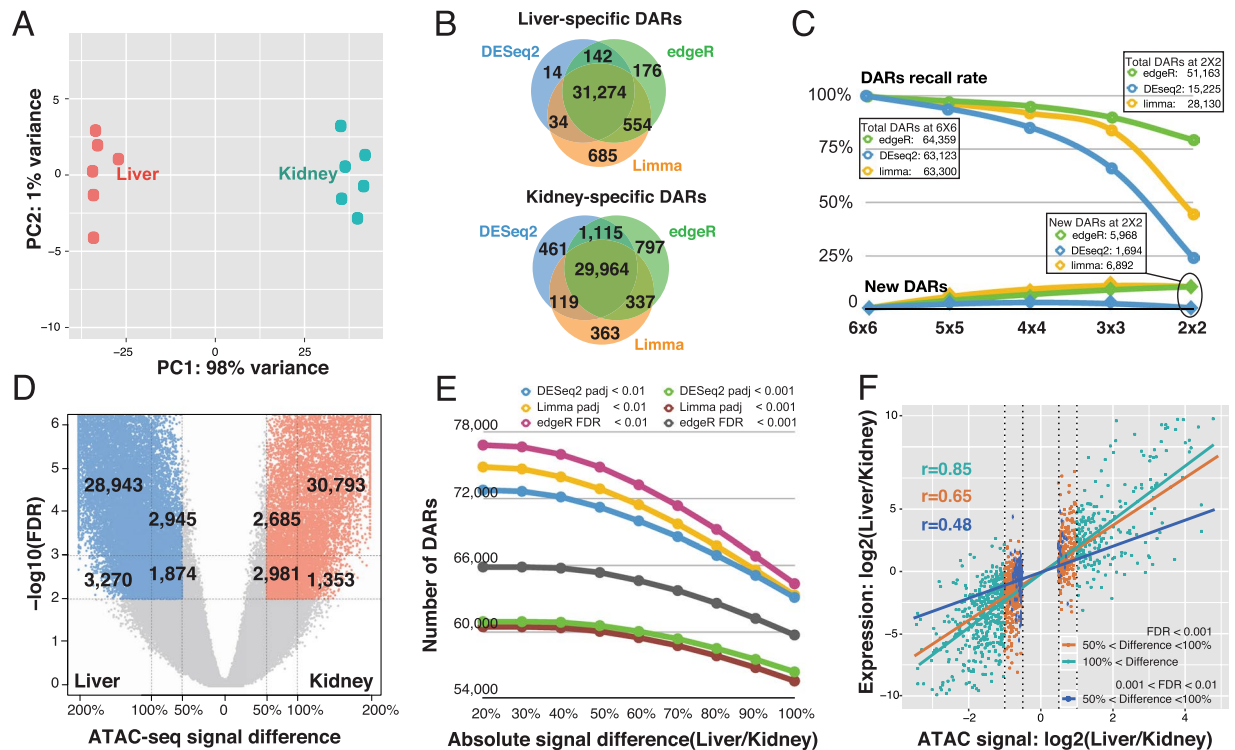 A
PC2: 1% variance
5
0
−5
−10
−25
0
25
PC1: 98% variance
Liver
Kidney
B
Liver-specific DARs
DESeq2
edgeR
142
14
176
31,274
34
554
685
Limma
Kidney-specific DARs
DESeq2
edgeR
1,115
461
797
29,964
119
337
363
Limma
C
DARs recall rate
100%
75%
50%
25%
0
Total DARs at 2X2
edgeR: 51,163
DEseq2: 15,225
limma: 28,130
Total DARs at 6X6
edgeR: 64,359
DEseq2: 63,123
limma: 63,300
New DARs at 2X2
edgeR: 5,968
DEseq2: 1,694
limma: 6,892
New DARs
6x6 5x5 4x4 3x3 2x2
D
−log10(FDR)
6
5
4
3
2
1
0
28,943
30,793
2,945
2,685
3,270
1,874
2,981
1,353
Liver
Kidney
200% 100% 50% 0 50% 100% 200%
ATAC-seq signal difference
E
DESeq2 padj < 0.01
DESeq2 padj < 0.001
Limma padj < 0.01
Limma padj < 0.001
edgeR FDR < 0.01
edgeR FDR < 0.001
Number of DARs
78,000
72,000
66,000
60,000
54,000
20% 30% 40% 50% 60% 70% 80% 90% 100%
Absolute signal difference(Liver/Kidney)
F
Expression: log2(Liver/Kidney)
10
5
0
−5
−10
r=0.85
r=0.65
r=0.48
FDR < 0.001
50% < Difference <100%
100% < Difference
0.001 < FDR < 0.01
50% < Difference <100%
−2 0 2 4
ATAC signal: log2(Liver/Kidney)